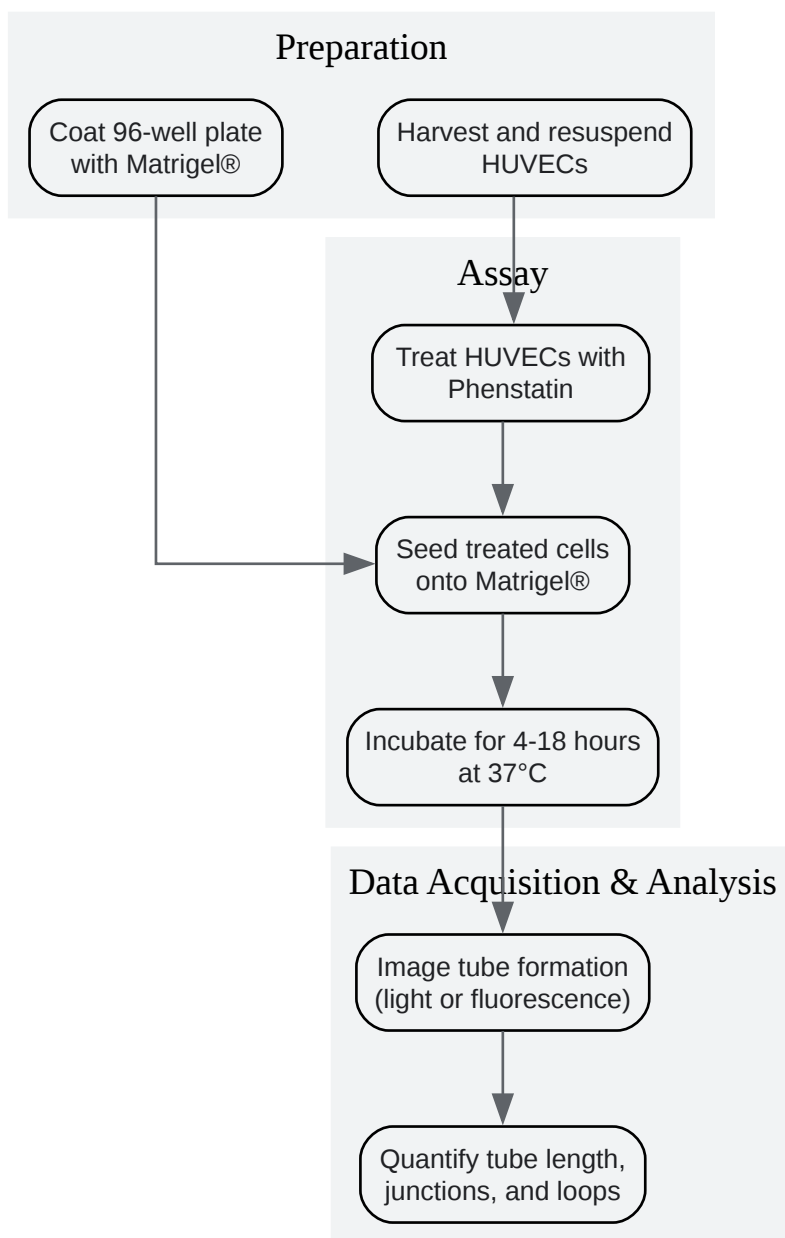 Preparation
Coat 96-well plate
with Matrigel®
Harvest and resuspend
HUVECs
Assay
Treat HUVECs with
Phenstatin
Seed treated cells
onto Matrigel®
Incubate for 4-18 hours
at 37°C
Data Acquisition & Analysis
Image tube formation
(light or fluorescence)
Quantify tube length,
junctions, and loops